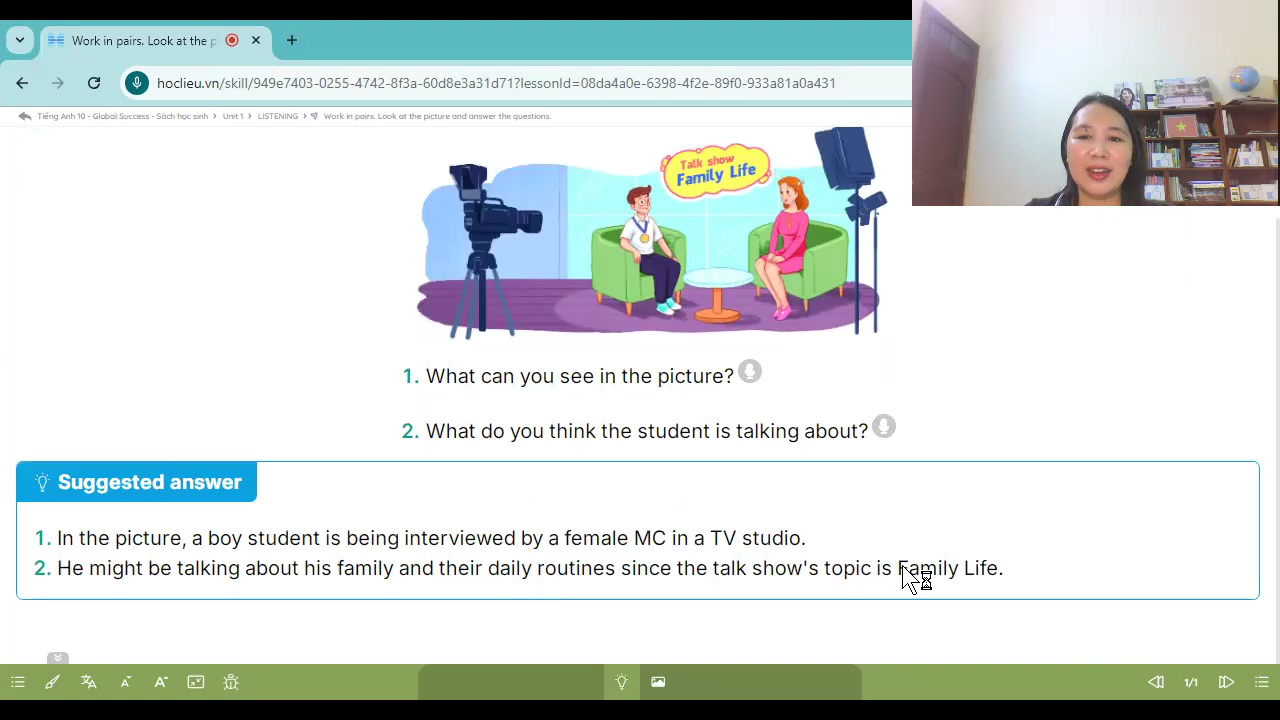 Work in pairs. Look at the p
hoclieu.vn/skill/949e7403-0255-4742-8f3a-60d8e3a31d71?lessonId=08da4a0e-6398-4f2e-89f0-933a81a0a431
Tiếng Anh 10 - Global Success - Sách học sinh > Unit 1 > LISTENING > Work in pairs. Look at the picture and answer the questions.
Talk show
Family Life
1. What can you see in the picture?
2. What do you think the student is talking about?
Suggested answer
1. In the picture, a boy student is being interviewed by a female MC in a TV studio.
2. He might be talking about his family and their daily routines since the talk show's topic is Family Life.
1/1